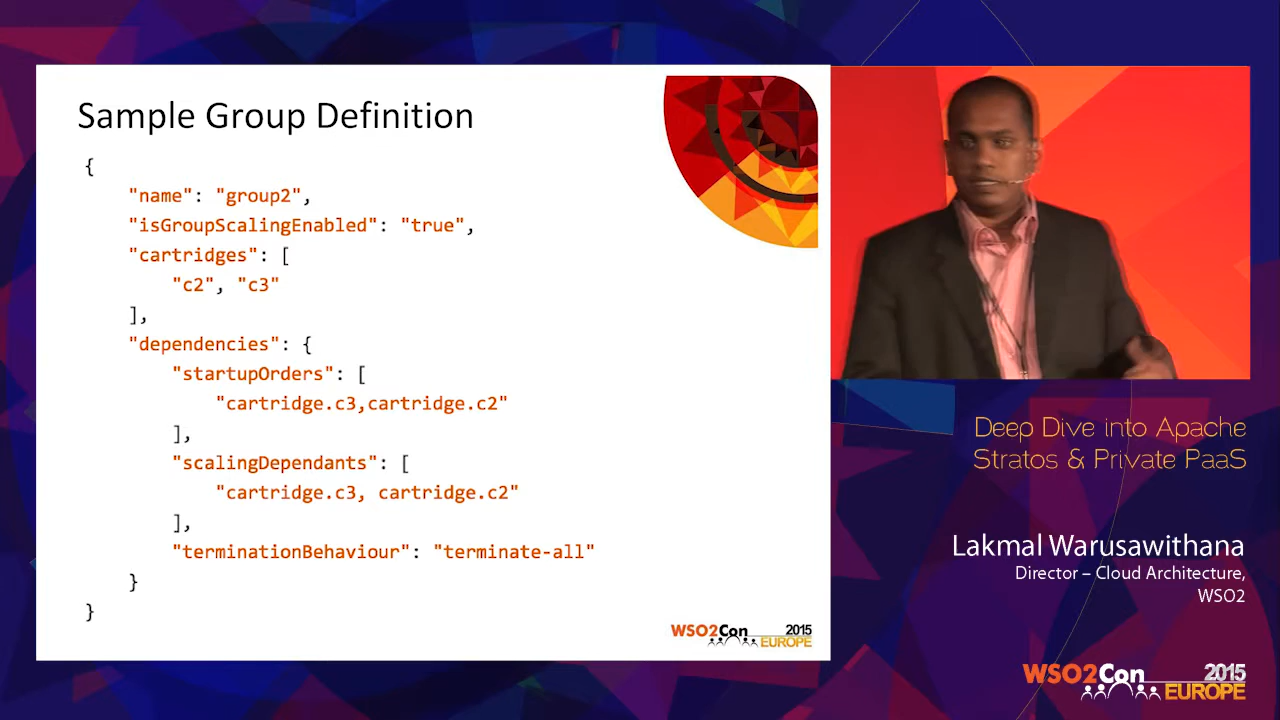 Sample Group Definition
{
"name": "group2",
"isGroupScalingEnabled": "true",
"cartridges": [
"c2", "c3"
],
"dependencies": {
"startupOrders": [
"cartridge.c3,cartridge.c2"
],
"scalingDependants": [
"cartridge.c3, cartridge.c2"
],
"terminationBehaviour": "terminate-all"
}
}
WSO2Con 2015
EUROPE
Deep Dive into Apache
Stratos & Private PaaS
Lakmal Warusawithana
Director – Cloud Architecture,
WSO2
WSO2Con 2015
EUROPE